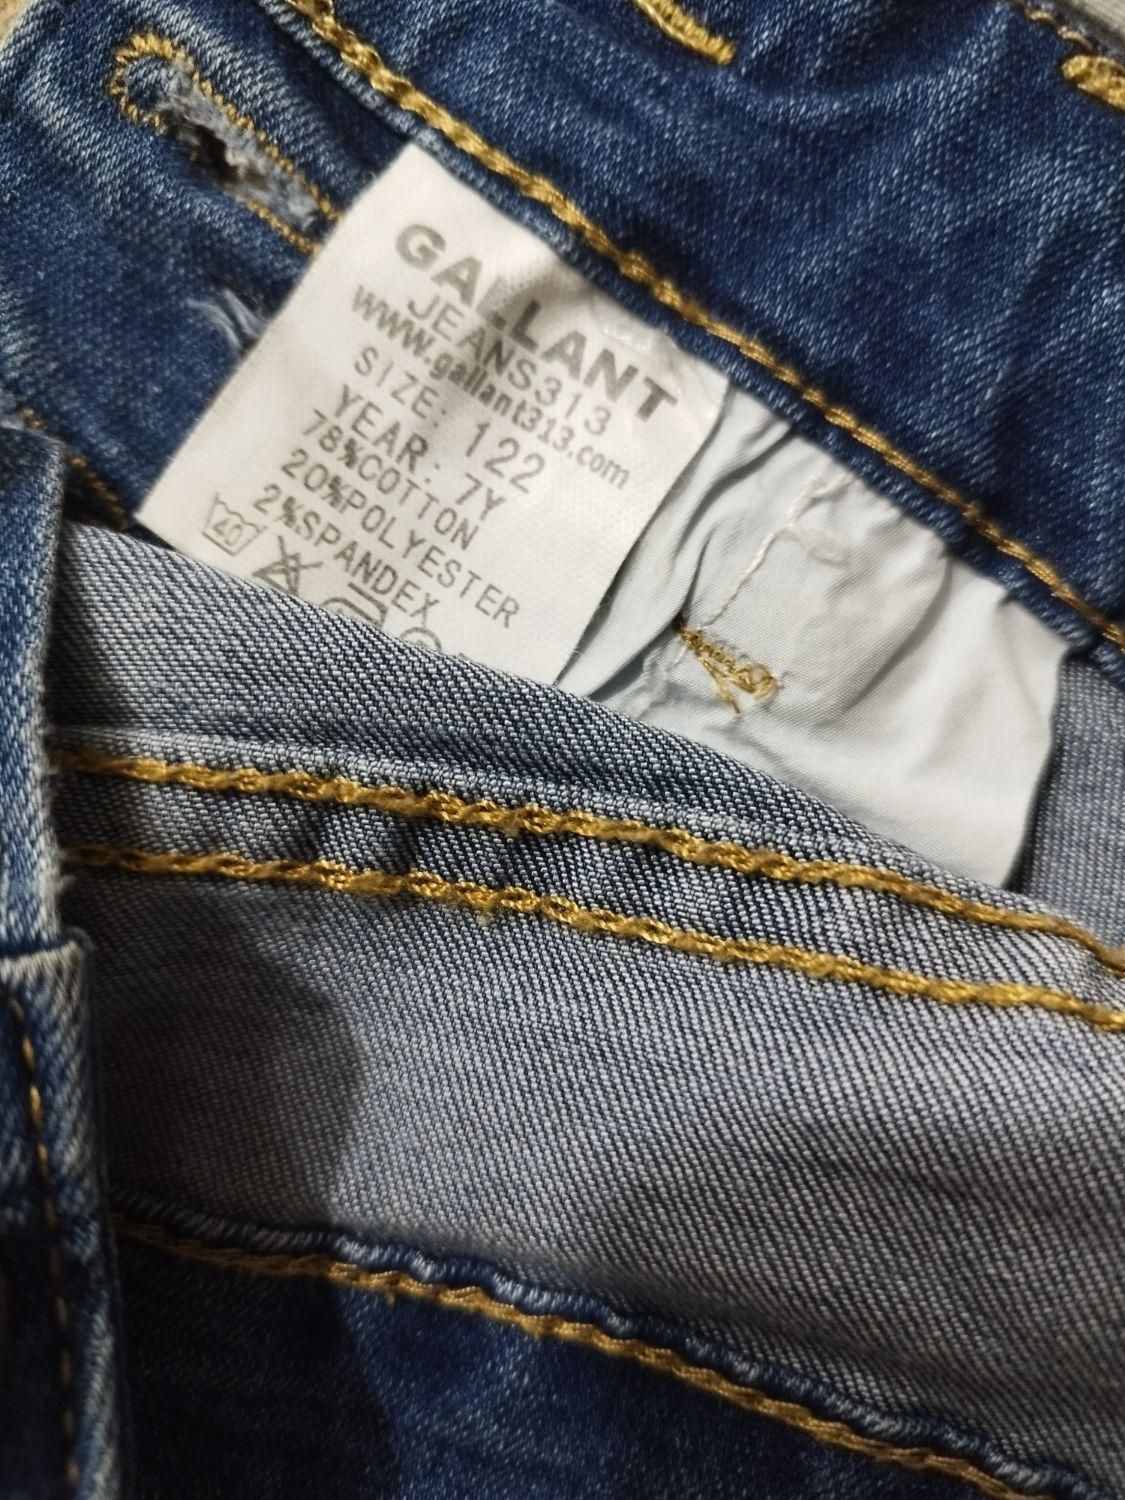 GALLANT
JEANS313
www.gallant313.com
SIZE: 122
YEAR: 7Y
78%COTTON
20%POLYESTER
2%SPANDEX
40